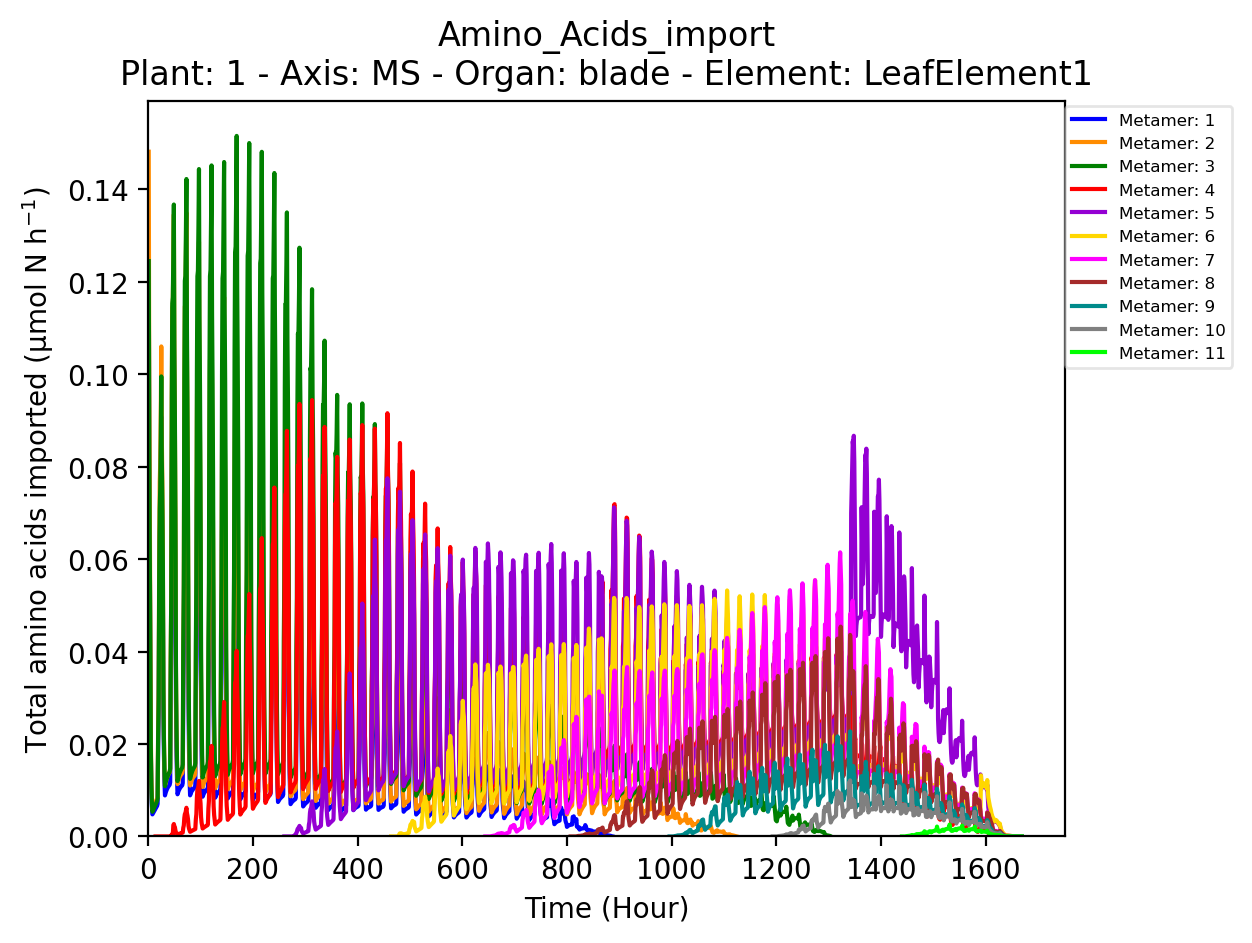 Amino_Acids_import
Plant: 1 - Axis: MS - Organ: blade - Element: LeafElement1
Total amino acids imported (µmol N h⁻¹)
0.14
0.12
0.10
0.08
0.06
0.04
0.02
0.00
0 200 400 600 800 1000 1200 1400 1600
Time (Hour)
Metamer: 1
Metamer: 2
Metamer: 3
Metamer: 4
Metamer: 5
Metamer: 6
Metamer: 7
Metamer: 8
Metamer: 9
Metamer: 10
Metamer: 11